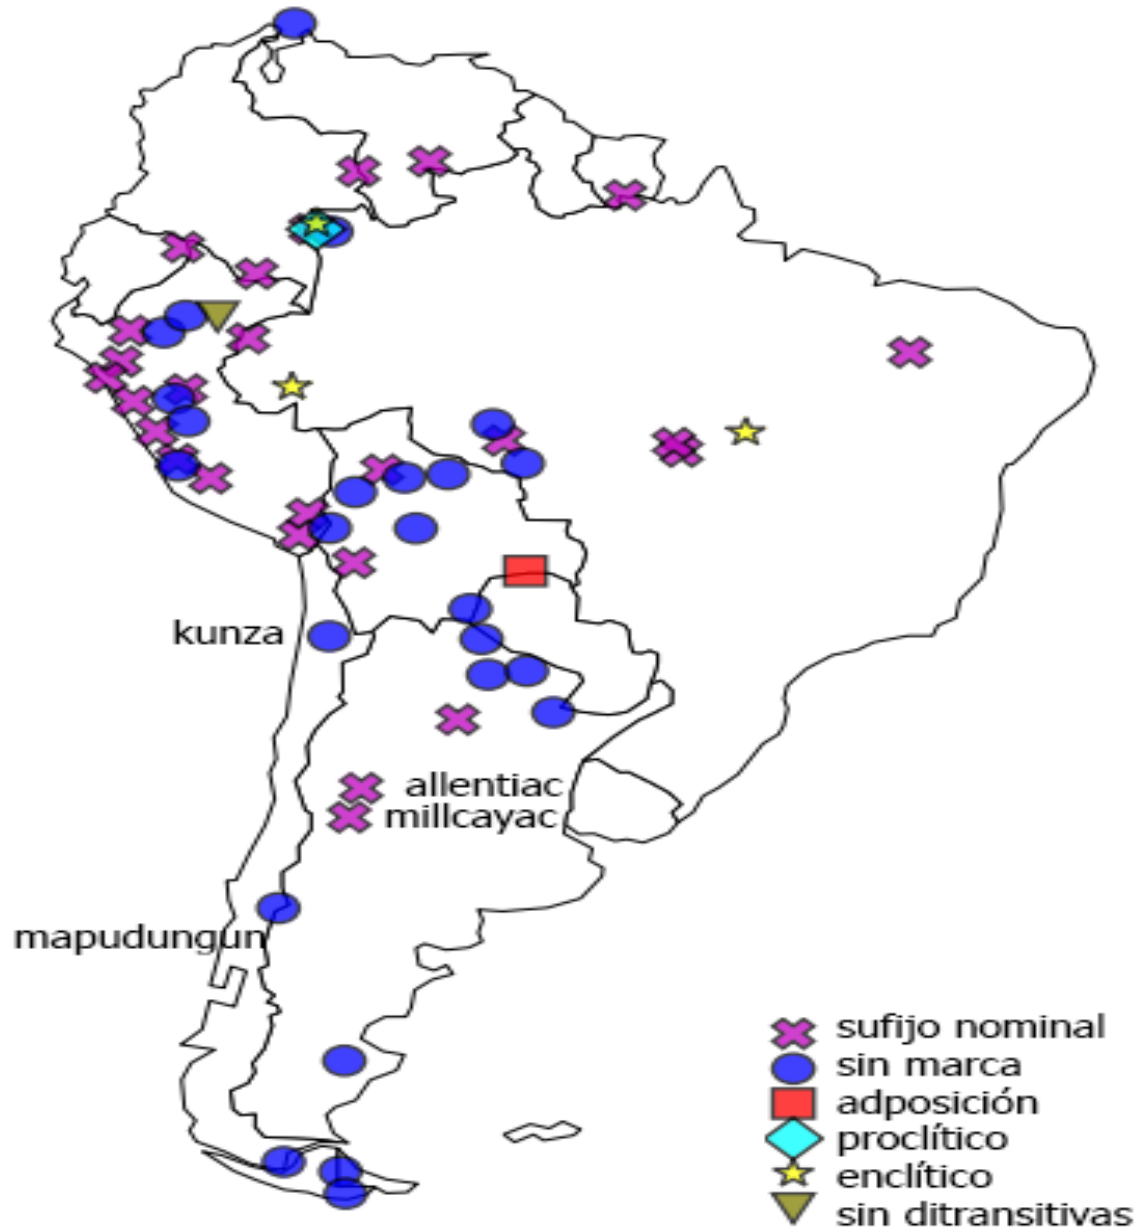 kunza
allentiac
millcayac
mapudungun
sufijo nominal
sin marca
adposición
proclítico
enclítico
sin ditransitivas